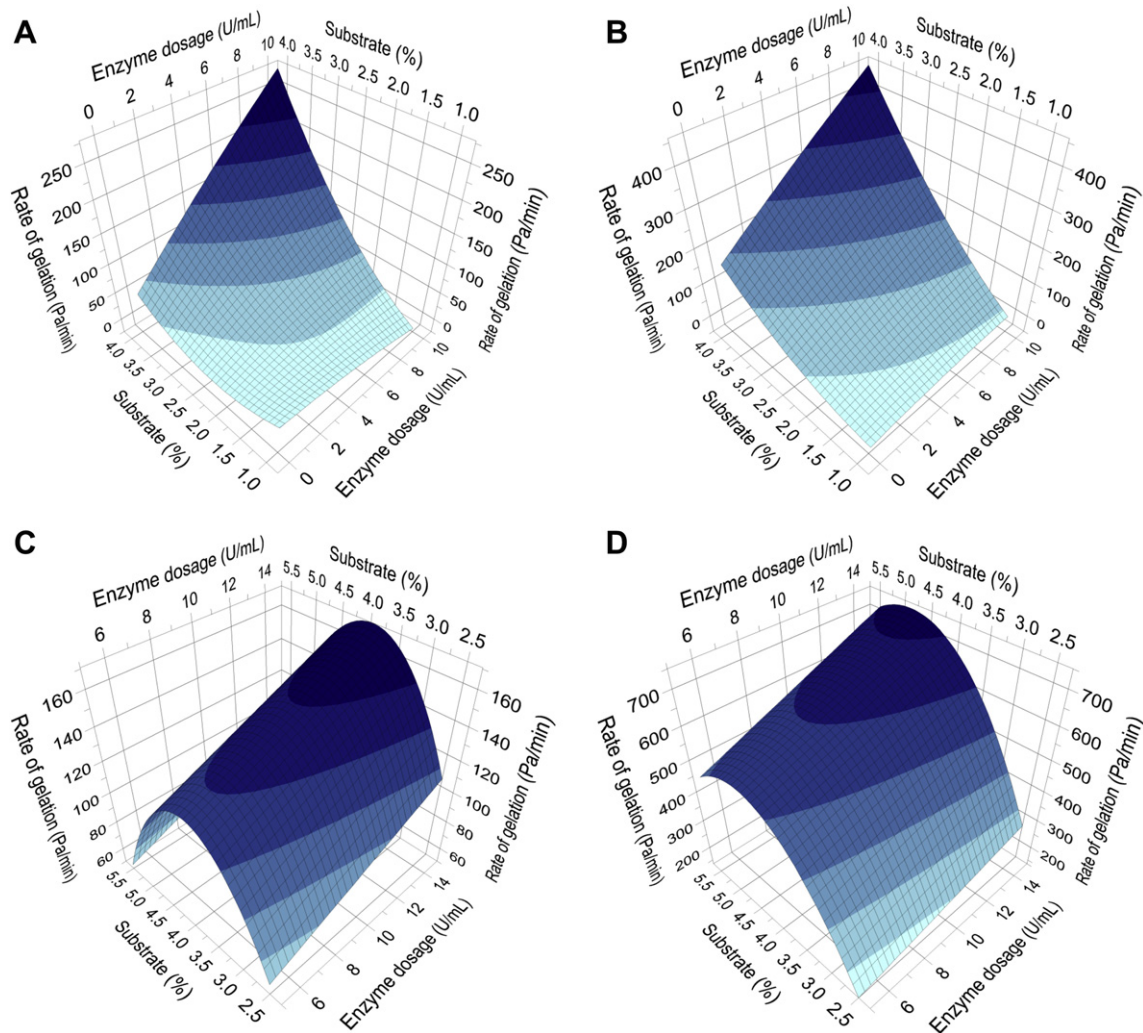 A
Enzyme dosage (U/mL)
Substrate (%)
0 2 4 6 8 10
4.0 3.5 3.0 2.5 2.0 1.5 1.0
Rate of gelation (Pa/min)
250 200 150 100 50 0
Rate of gelation (Pa/min)
250 200 150 100 50 0
Substrate (%)
4.0 3.5 3.0 2.5 2.0 1.5 1.0
Enzyme dosage (U/mL)
0 2 4 6 8 10
B
Enzyme dosage (U/mL)
Substrate (%)
0 2 4 6 8 10
4.0 3.5 3.0 2.5 2.0 1.5 1.0
Rate of gelation (Pa/min)
400 300 200 100 0
Rate of gelation (Pa/min)
400 300 200 100 0
Substrate (%)
4.0 3.5 3.0 2.5 2.0 1.5 1.0
Enzyme dosage (U/mL)
0 2 4 6 8 10
C
Enzyme dosage (U/mL)
Substrate (%)
6 8 10 12 14
5.5 5.0 4.5 4.0 3.5 3.0 2.5
Rate of gelation (Pa/min)
160 140 120 100 80 60
Rate of gelation (Pa/min)
160 140 120 100 80 60
Substrate (%)
5.5 5.0 4.5 4.0 3.5 3.0 2.5
Enzyme dosage (U/mL)
6 8 10 12 14
D
Enzyme dosage (U/mL)
Substrate (%)
6 8 10 12 14
5.5 5.0 4.5 4.0 3.5 3.0 2.5
Rate of gelation (Pa/min)
700 600 500 400 300 200
Rate of gelation (Pa/min)
700 600 500 400 300 200
Substrate (%)
5.5 5.0 4.5 4.0 3.5 3.0 2.5
Enzyme dosage (U/mL)
6 8 10 12 14